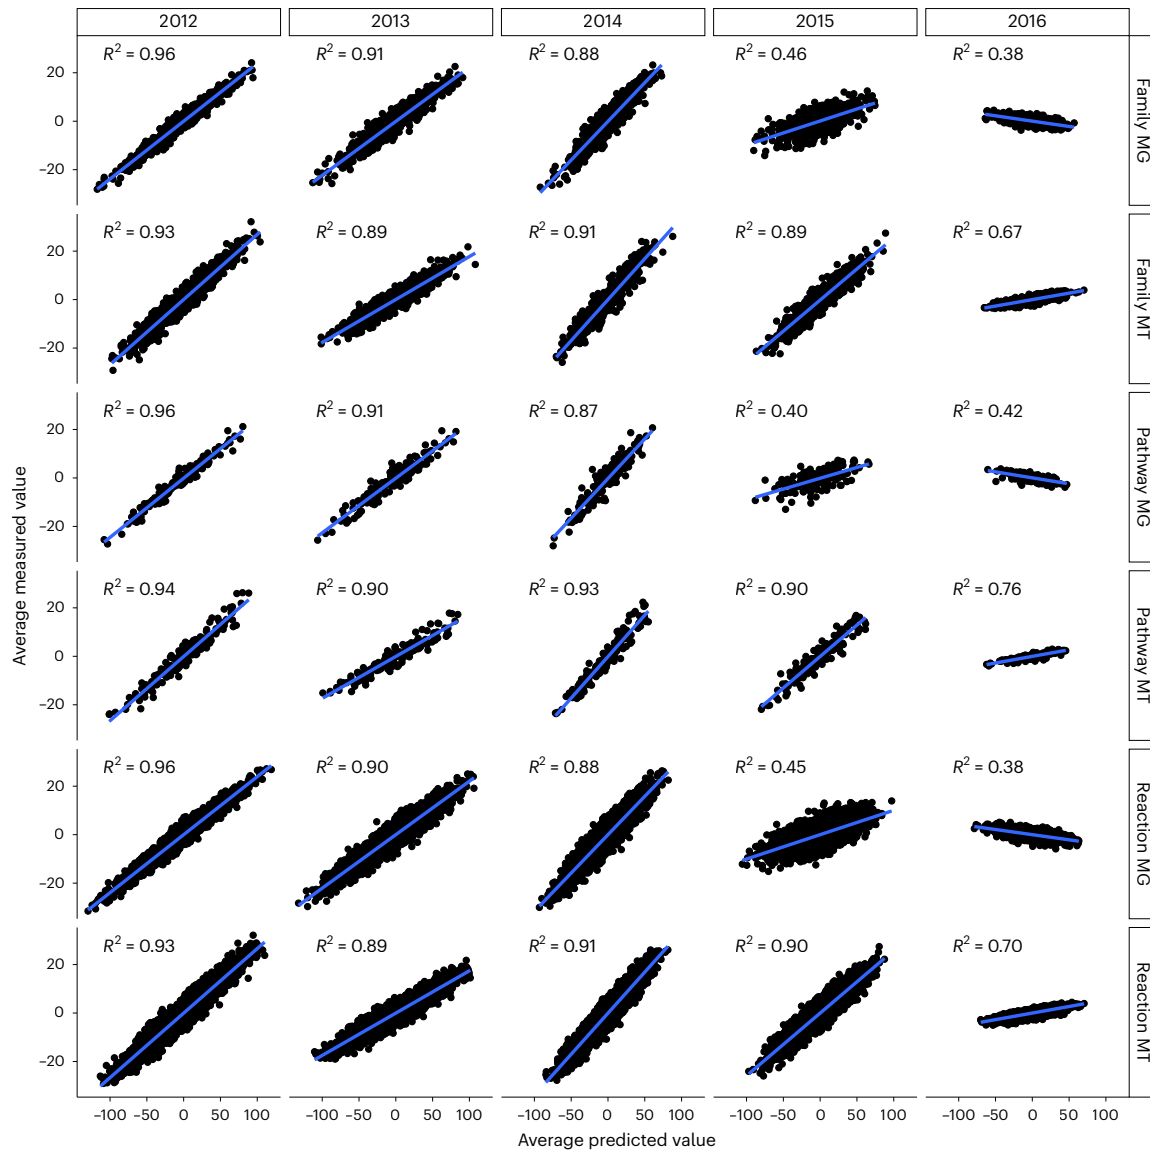 2012 2013 2014 2015 2016
R² = 0.96 R² = 0.91 R² = 0.88 R² = 0.46 R² = 0.38
20
0
−20
Family MG
R² = 0.93 R² = 0.89 R² = 0.91 R² = 0.89 R² = 0.67
20
0
−20
Family MT
R² = 0.96 R² = 0.91 R² = 0.87 R² = 0.40 R² = 0.42
20
0
−20
Pathway MG
R² = 0.94 R² = 0.90 R² = 0.93 R² = 0.90 R² = 0.76
20
0
−20
Pathway MT
R² = 0.96 R² = 0.90 R² = 0.88 R² = 0.45 R² = 0.38
20
0
−20
Reaction MG
R² = 0.93 R² = 0.89 R² = 0.91 R² = 0.90 R² = 0.70
20
0
−20
Reaction MT
Average measured value
−100 −50 0 50 100 −100 −50 0 50 100 −100 −50 0 50 100 −100 −50 0 50 100 −100 −50 0 50 100
Average predicted value